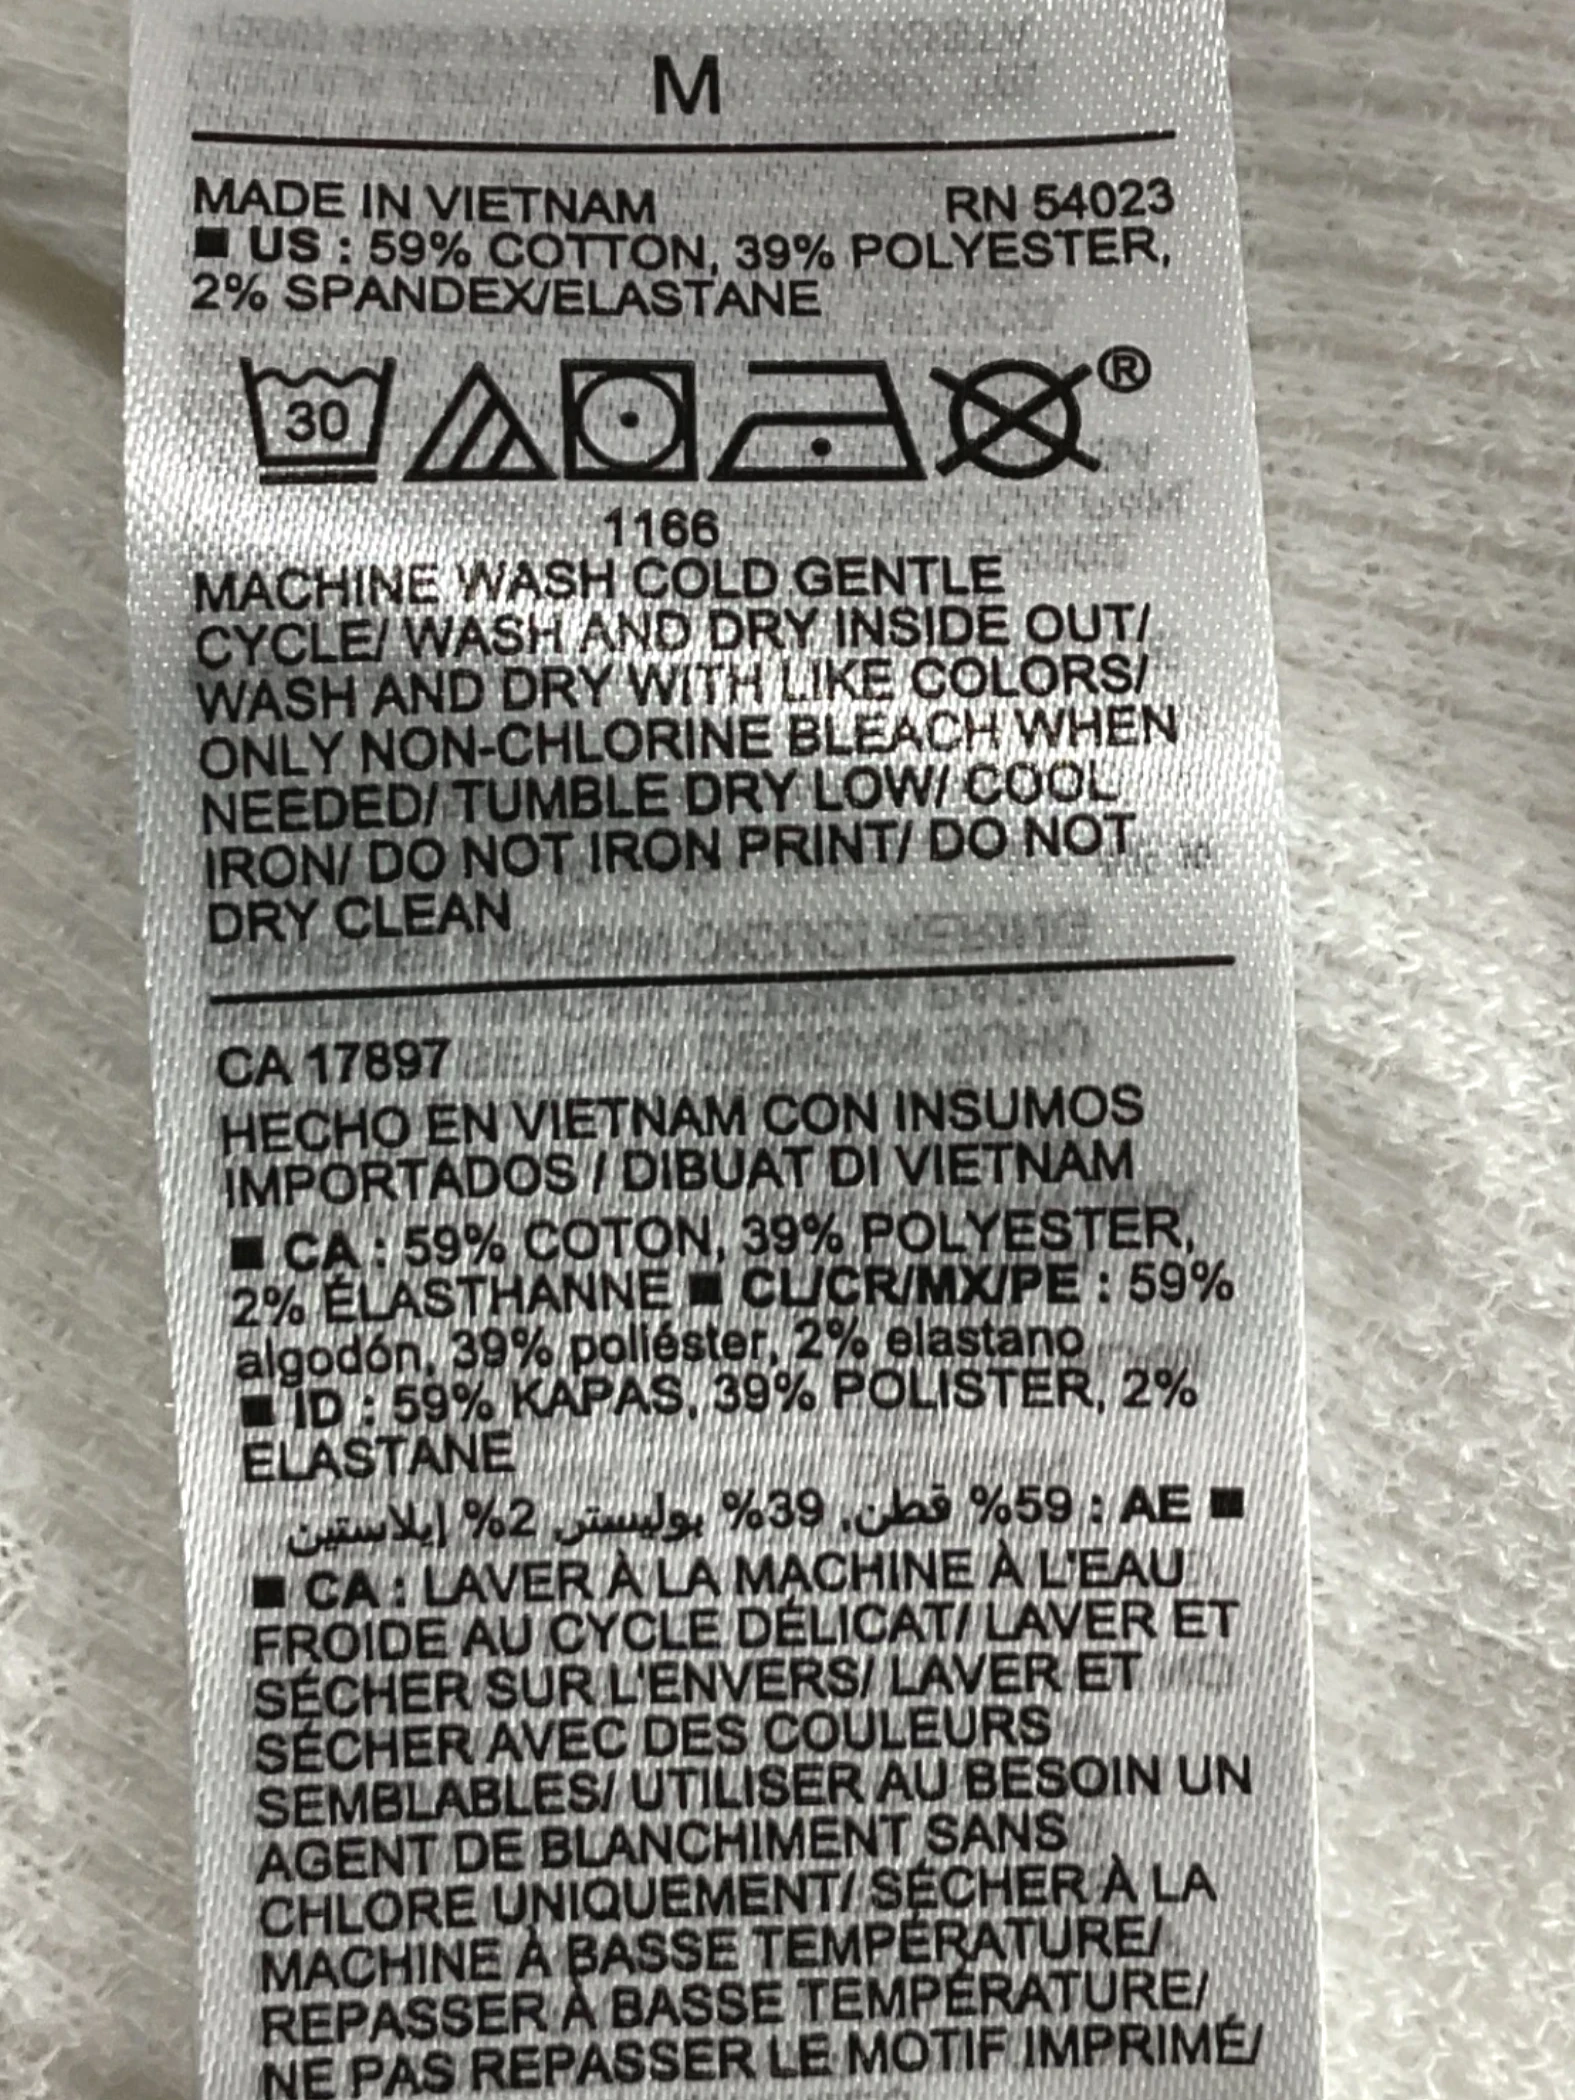 M
MADE IN VIETNAM RN 54023
■ US : 59% COTTON, 39% POLYESTER,
2% SPANDEX/ELASTANE
30
®
1166
MACHINE WASH COLD GENTLE
CYCLE/ WASH AND DRY INSIDE OUT/
WASH AND DRY WITH LIKE COLORS/
ONLY NON-CHLORINE BLEACH WHEN
NEEDED/ TUMBLE DRY LOW/ COOL
IRON/ DO NOT IRON PRINT/ DO NOT
DRY CLEAN
CA 17897
HECHO EN VIETNAM CON INSUMOS
IMPORTADOS / DIBUAT DI VIETNAM
■ CA : 59% COTON, 39% POLYESTER,
2% ÉLASTHANNE ■ CL/CR/MX/PE : 59%
algodón, 39% poliéster, 2% elastano
■ ID : 59% KAPAS, 39% POLISTER, 2%
ELASTANE
■ AE : 59% قطن, 39% بوليستر, 2% إيلاستين
■ CA : LAVER À LA MACHINE À L'EAU
FROIDE AU CYCLE DÉLICAT/ LAVER ET
SÉCHER SUR L'ENVERS/ LAVER ET
SÉCHER AVEC DES COULEURS
SEMBLABLES/ UTILISER AU BESOIN UN
AGENT DE BLANCHIMENT SANS
CHLORE UNIQUEMENT/ SÉCHER À LA
MACHINE À BASSE TEMPÉRATURE/
REPASSER À BASSE TEMPÉRATURE/
NE PAS REPASSER LE MOTIF IMPRIMÉ/